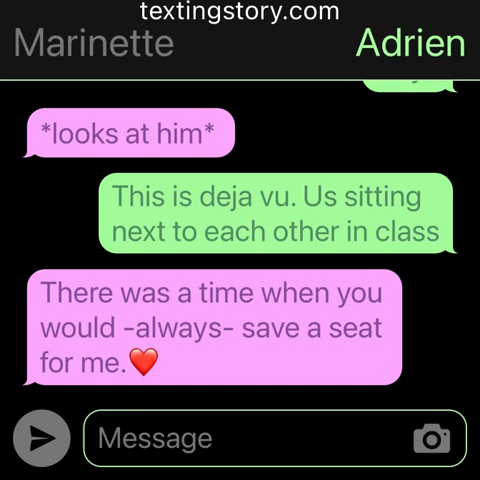 textingstory.com
Marinette Adrien
*looks at him*
This is deja vu. Us sitting
next to each other in class
There was a time when you
would -always- save a seat
for me.❤️
Message